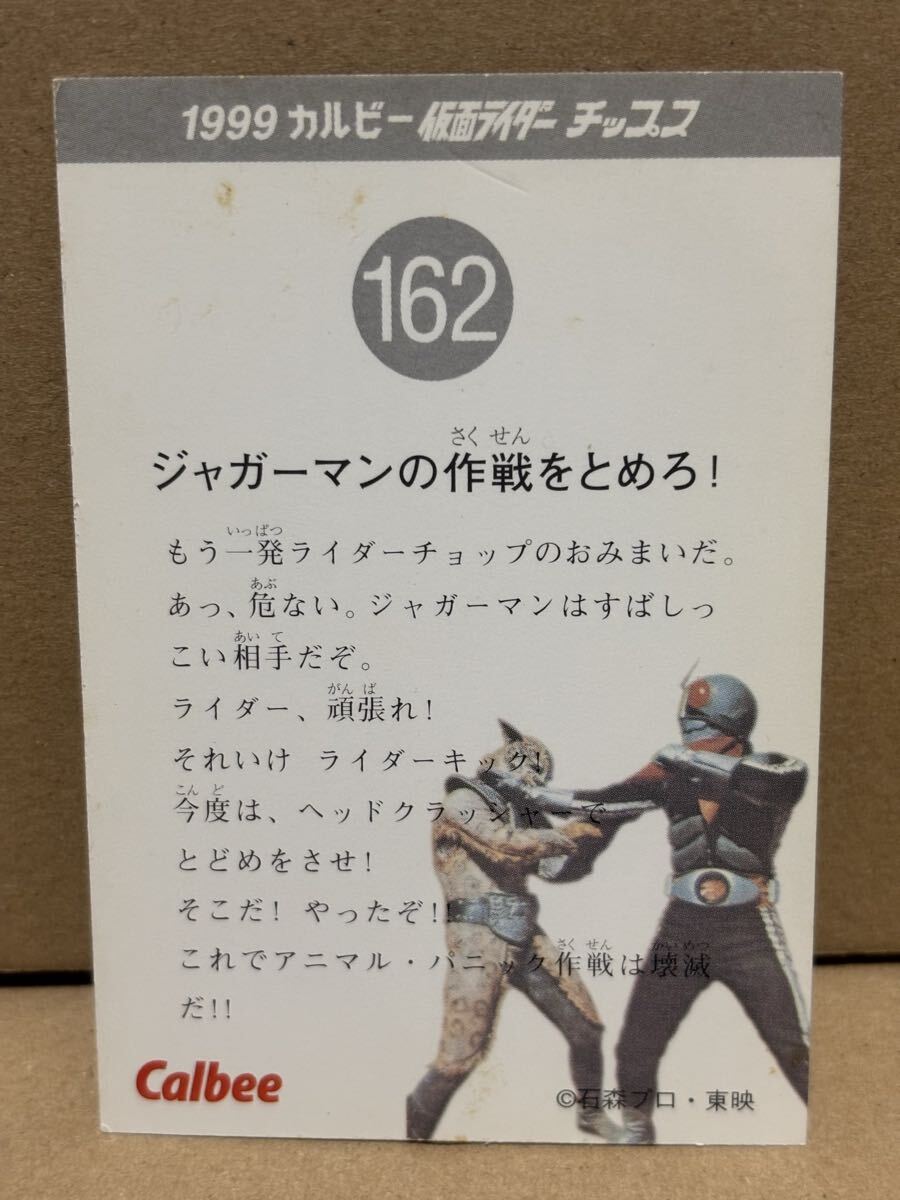 1999 カルビー 仮面ライダー チップス
162
さく せん
ジャガーマンの作戦をとめろ!
いっぱつ
もう一発ライダーチョップのおみまいだ。
あぶ
あっ、危ない。ジャガーマンはすばしっ
あい て
こい相手だぞ。
がん ば
ライダー、頑張れ!
それいけ ライダーキック!
こん ど
今度は、ヘッドクラッシャーで
とどめをさせ!
そこだ! やったぞ!!
さく せん かいめつ
これでアニマル・パニック作戦は壊滅
だ!!
Calbee
©石森プロ・東映